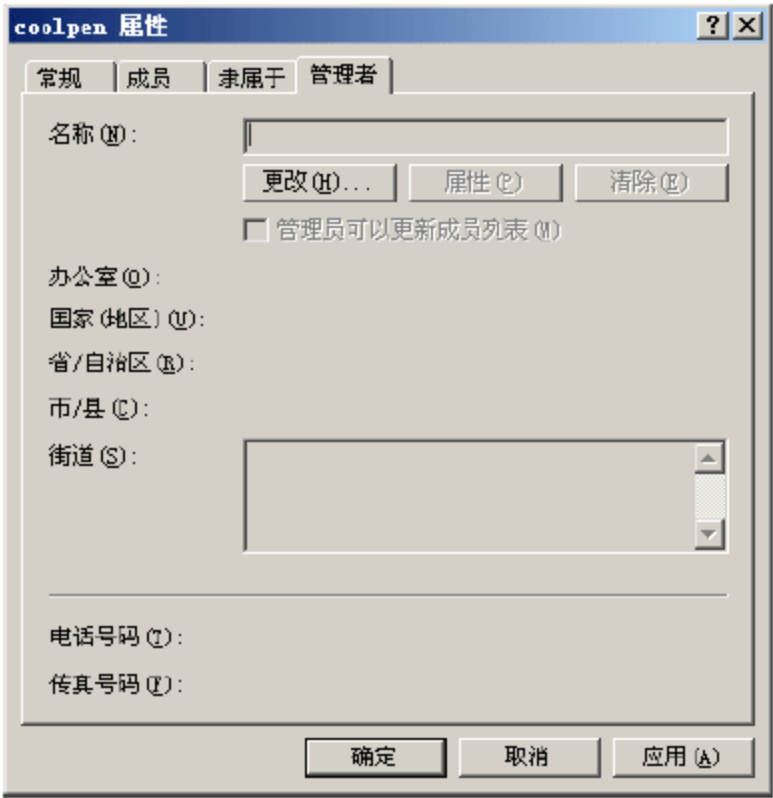 coolpen 属性
常规 成员 隶属于 管理者
名称(N):
更改(H)... 属性(P) 清除(E)
管理员可以更新成员列表(M)
办公室(O):
国家(地区)(U):
省/自治区(R):
市/县(C):
街道(S):
电话号码(T):
传真号码(F):
确定 取消 应用(A)